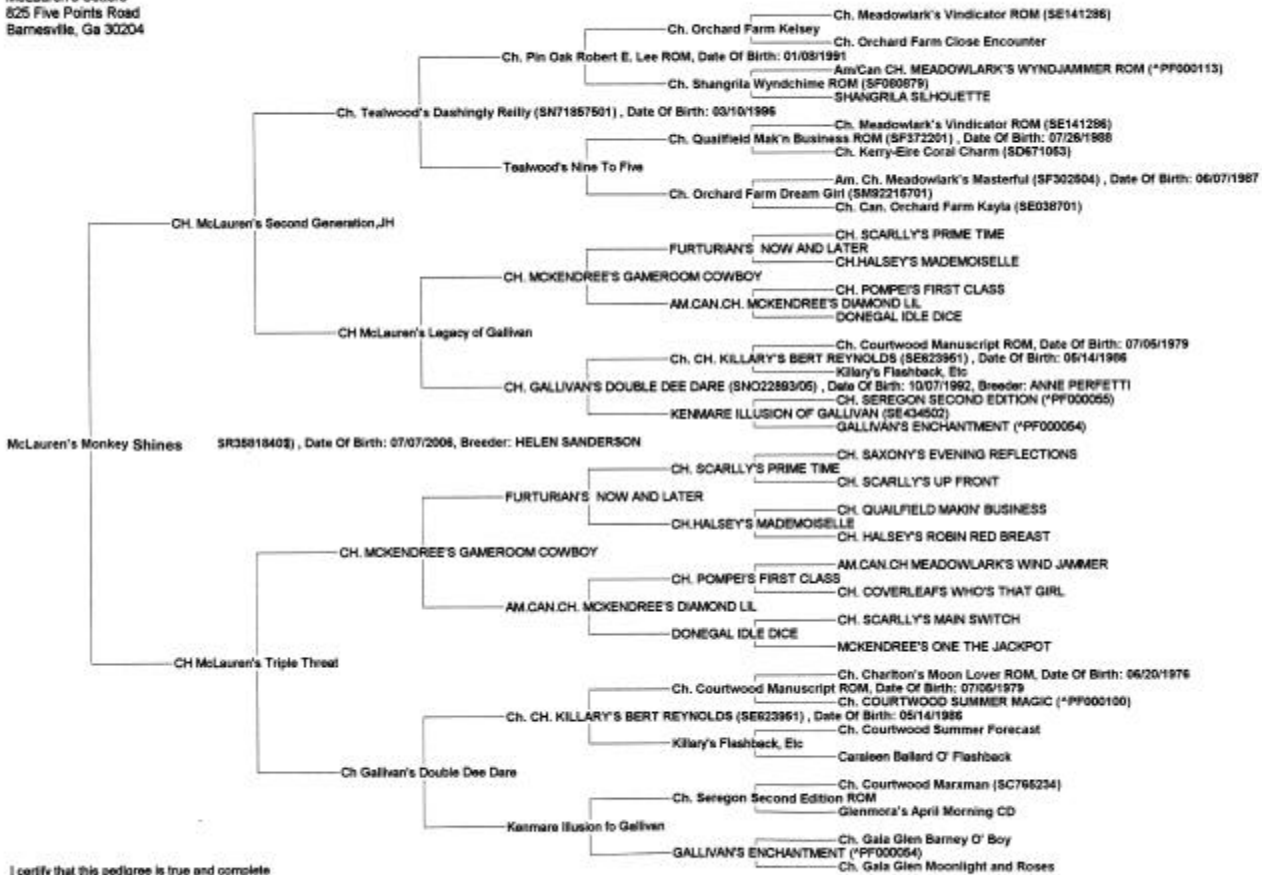 825 Five Points Road
Barnesville, Ga 30204
Ch. Meadowlark's Vindicator ROM (SE141286)
Ch. Orchard Farm Kelsey
Ch. Orchard Farm Close Encounter
Ch. Pin Oak Robert E. Lee ROM, Date Of Birth: 01/08/1991
Am/Can CH. MEADOWLARK'S WYNDJAMMER ROM (^PF000113)
Ch. Shangrila Wyndchime ROM (SF080879)
SHANGRILA SILHOUETTE
Ch. Tealwood's Dashingly Reilly (SN71857501) , Date Of Birth: 03/10/1996
Ch. Meadowlark's Vindicator ROM (SE141286)
Ch. Quailfield Mak'n Business ROM (SF372201) , Date Of Birth: 07/26/1988
Ch. Kerry-Eire Coral Charm (SD671053)
Tealwood's Nine To Five
Am. Ch. Meadowlark's Masterful (SF302604) , Date Of Birth: 06/07/1987
Ch. Orchard Farm Dream Girl (SM92216701)
Ch. Can. Orchard Farm Kayla (SE038701)
CH. McLauren's Second Generation,JH
CH. SCARLLY'S PRIME TIME
FURTURIAN'S NOW AND LATER
CH.HALSEY'S MADEMOISELLE
CH. MCKENDREE'S GAMEROOM COWBOY
CH. POMPEI'S FIRST CLASS
AM.CAN.CH. MCKENDREE'S DIAMOND LIL
DONEGAL IDLE DICE
CH McLauren's Legacy of Gallivan
Ch. Courtwood Manuscript ROM, Date Of Birth: 07/05/1979
Ch. CH. KILLARY'S BERT REYNOLDS (SE623951) , Date Of Birth: 05/14/1986
Killary's Flashback, Etc
CH. GALLIVAN'S DOUBLE DEE DARE (SNO22893/05) , Date Of Birth: 10/07/1992, Breeder: ANNE PERFETTI
CH. SEREGON SECOND EDITION (^PF000055)
KENMARE ILLUSION OF GALLIVAN (SE434502)
GALLIVAN'S ENCHANTMENT (^PF000054)
McLauren's Monkey Shines SR35818405) , Date Of Birth: 07/07/2006, Breeder: HELEN SANDERSON
CH. SAXONY'S EVENING REFLECTIONS
CH. SCARLLY'S PRIME TIME
CH. SCARLLY'S UP FRONT
FURTURIAN'S NOW AND LATER
CH. QUAILFIELD MAKIN' BUSINESS
CH.HALSEY'S MADEMOISELLE
CH. HALSEY'S ROBIN RED BREAST
CH. MCKENDREE'S GAMEROOM COWBOY
AM.CAN.CH MEADOWLARK'S WIND JAMMER
CH. POMPEI'S FIRST CLASS
CH. COVERLEAFS WHO'S THAT GIRL
AM.CAN.CH. MCKENDREE'S DIAMOND LIL
CH. SCARLLY'S MAIN SWITCH
DONEGAL IDLE DICE
MCKENDREE'S ONE THE JACKPOT
CH McLauren's Triple Threat
Ch. Charlton's Moon Lover ROM, Date Of Birth: 06/20/1976
Ch. Courtwood Manuscript ROM, Date Of Birth: 07/05/1979
Ch. COURTWOOD SUMMER MAGIC (^PF000100)
Ch. CH. KILLARY'S BERT REYNOLDS (SE623951) , Date Of Birth: 05/14/1986
Ch. Courtwood Summer Forecast
Killary's Flashback, Etc
Caraleen Ballard O' Flashback
Ch Gallivan's Double Dee Dare
Ch. Courtwood Marxman (SC765234)
Ch. Seregon Second Edition ROM
Glenmora's April Morning CD
Kenmare Illusion fo Gallivan
Ch. Gala Glen Barney O' Boy
GALLIVAN'S ENCHANTMENT (^PF000054)
Ch. Gala Glen Moonlight and Roses
I certify that this pedigree is true and complete